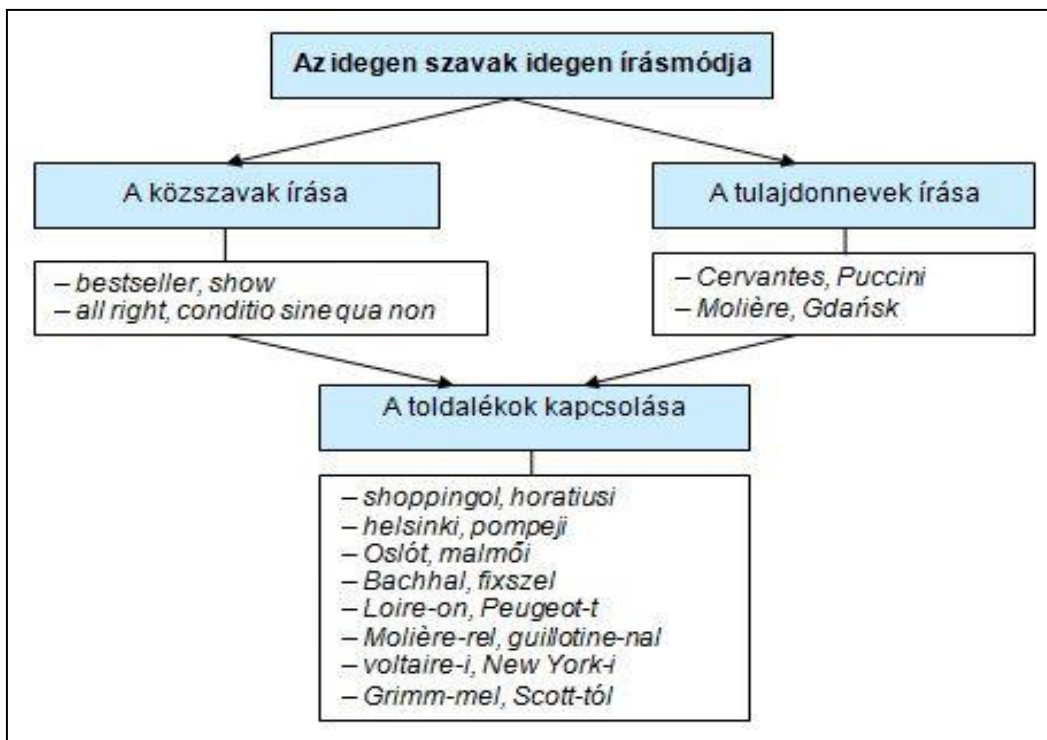 Az idegen szavak idegen írásmódja
A közszavak írása
A tulajdonnevek írása
– bestseller, show
– all right, conditio sine qua non
– Cervantes, Puccini
– Molière, Gdańsk
A toldalékok kapcsolása
– shoppingol, horatiusi
– helsinki, pompeji
– Oslót, malmői
– Bachhal, fixszel
– Loire-on, Peugeot-t
– Molière-rel, guillotine-nal
– voltaire-i, New York-i
– Grimm-mel, Scott-tól